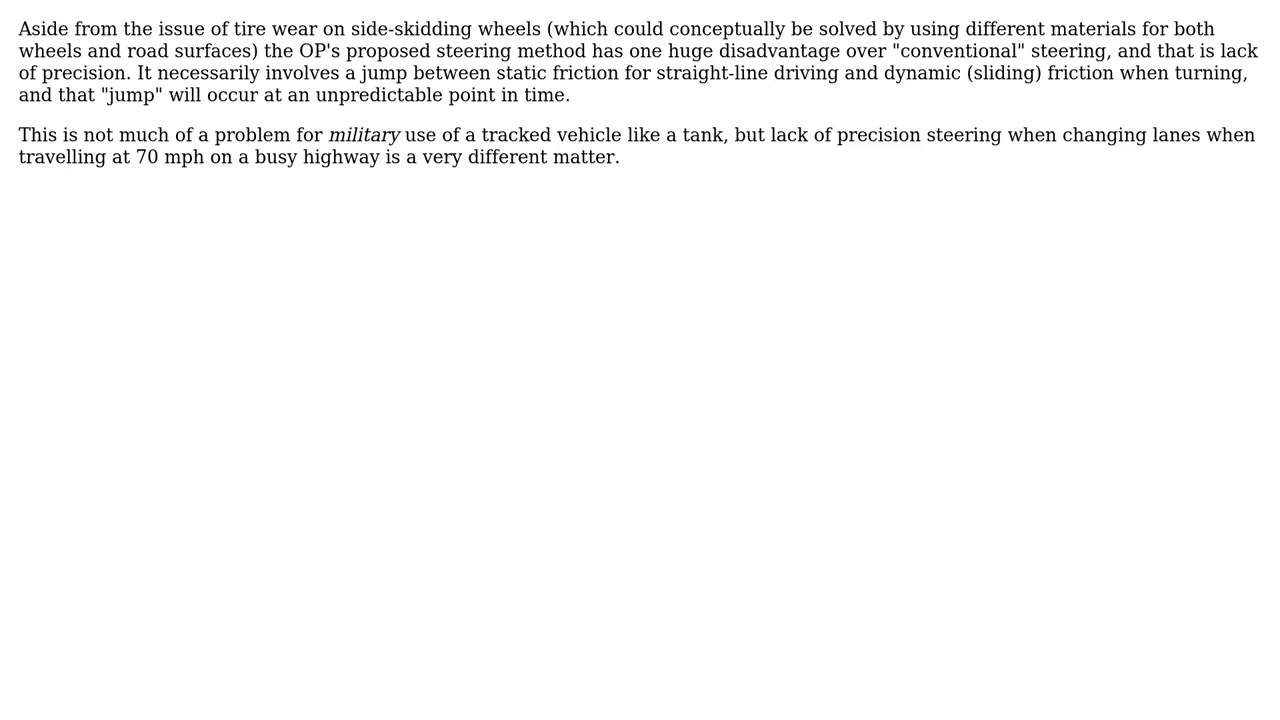 Aside from the issue of tire wear on side-skidding wheels (which could conceptually be solved by using different materials for both
wheels and road surfaces) the OP's proposed steering method has one huge disadvantage over "conventional" steering, and that is lack
of precision. It necessarily involves a jump between static friction for straight-line driving and dynamic (sliding) friction when turning,
and that "jump" will occur at an unpredictable point in time.
This is not much of a problem for military use of a tracked vehicle like a tank, but lack of precision steering when changing lanes when
travelling at 70 mph on a busy highway is a very different matter.